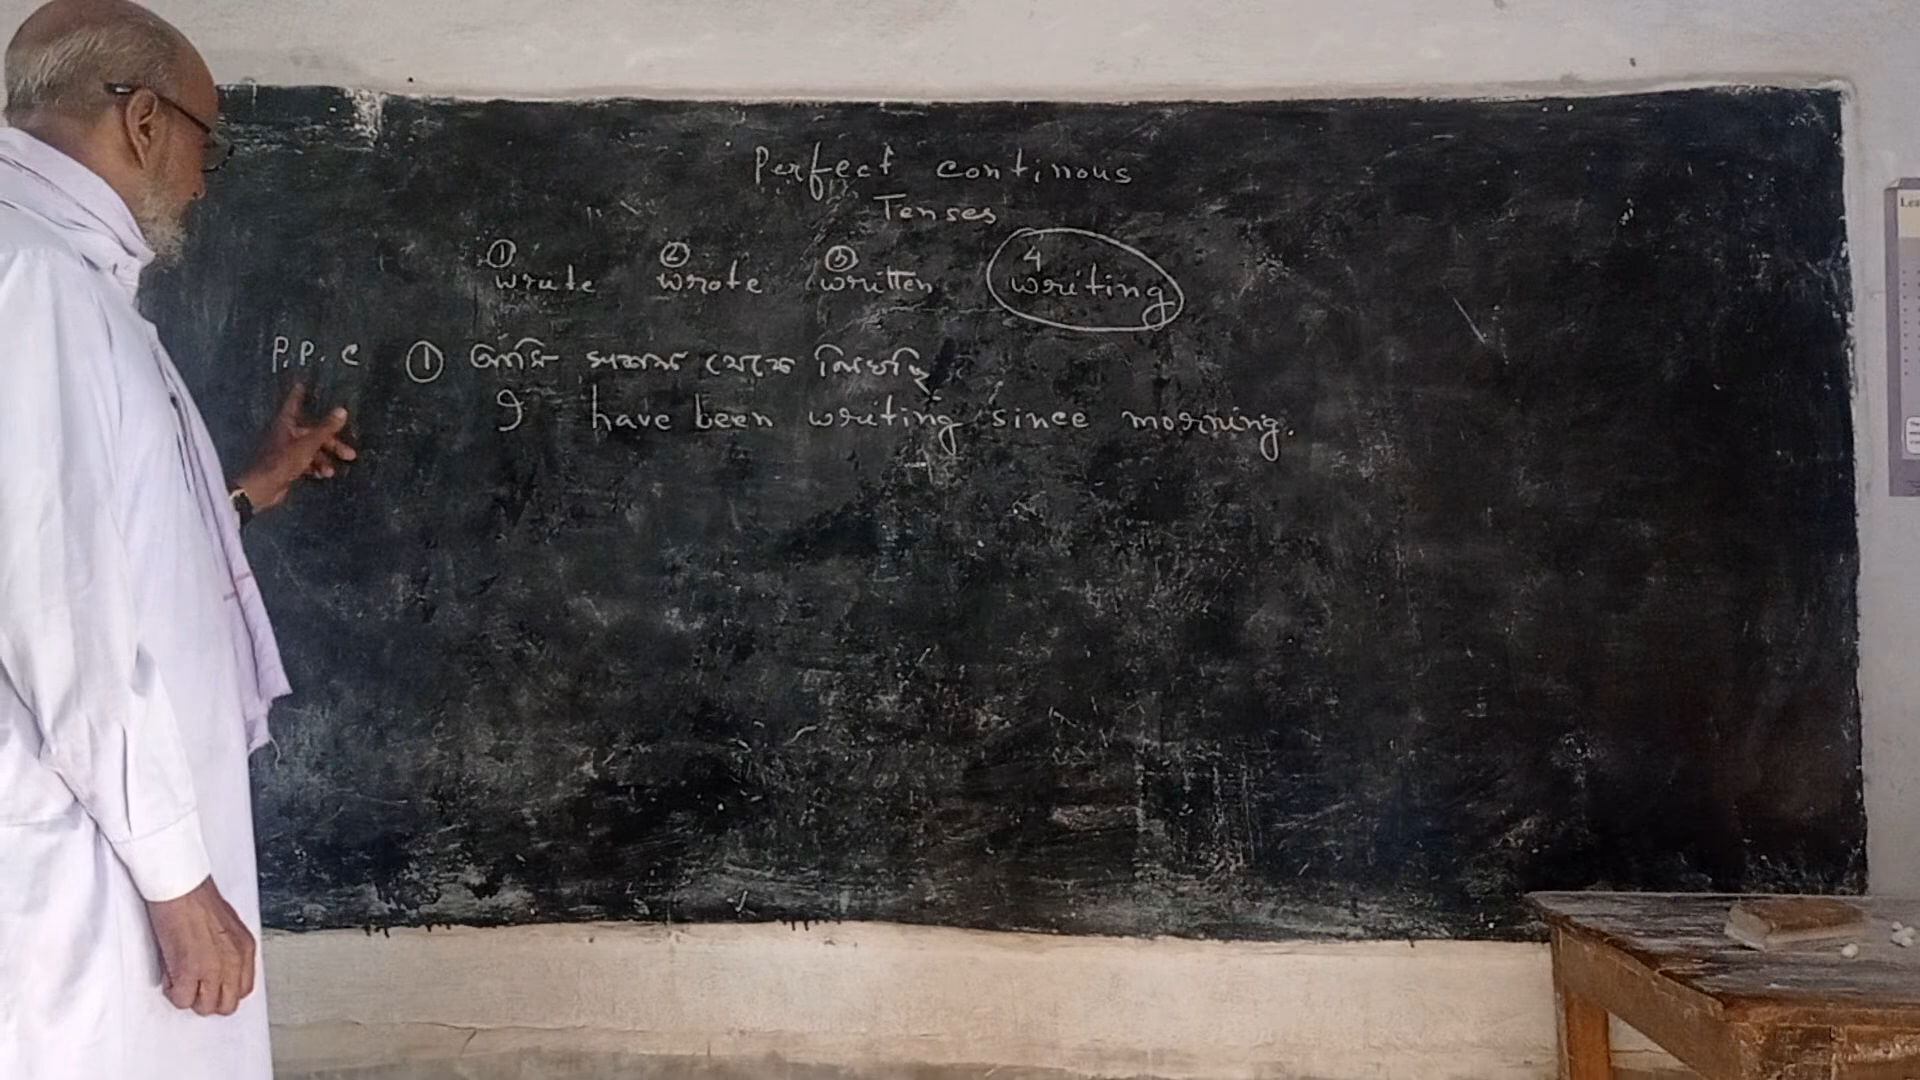 Perfect continous
Tenses
① write ② wrote ③ written 4 writing
P.P.C ① আমি সকাল থেকে লিখছি
I have been writing since morning.